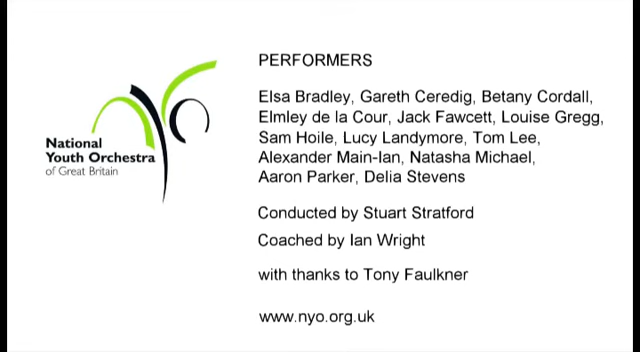 PERFORMERS
Elsa Bradley, Gareth Ceredig, Betany Cordall,
Elmley de la Cour, Jack Fawcett, Louise Gregg,
Sam Hoile, Lucy Landymore, Tom Lee,
Alexander Main-Ian, Natasha Michael,
Aaron Parker, Delia Stevens
Conducted by Stuart Stratford
Coached by Ian Wright
with thanks to Tony Faulkner
www.nyo.org.uk
nyo
National
Youth Orchestra
of Great Britain